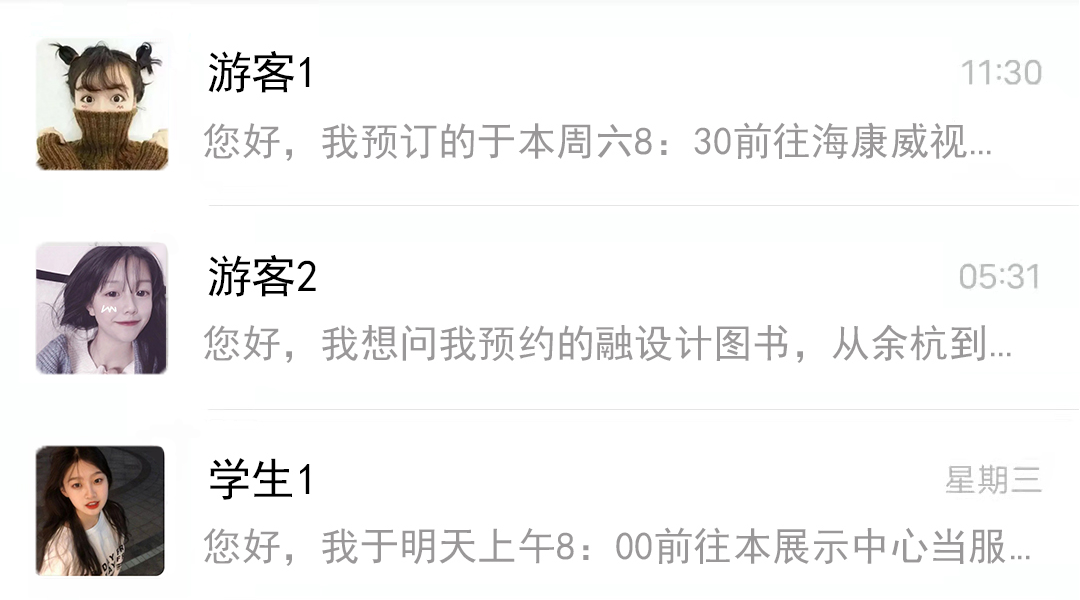 游客1
11:30
您好，我预订的于本周六8：30前往海康威视...
游客2
05:31
您好，我想问我预约的融设计图书，从余杭到...
学生1
星期三
您好，我于明天上午8：00前往本展示中心当服...